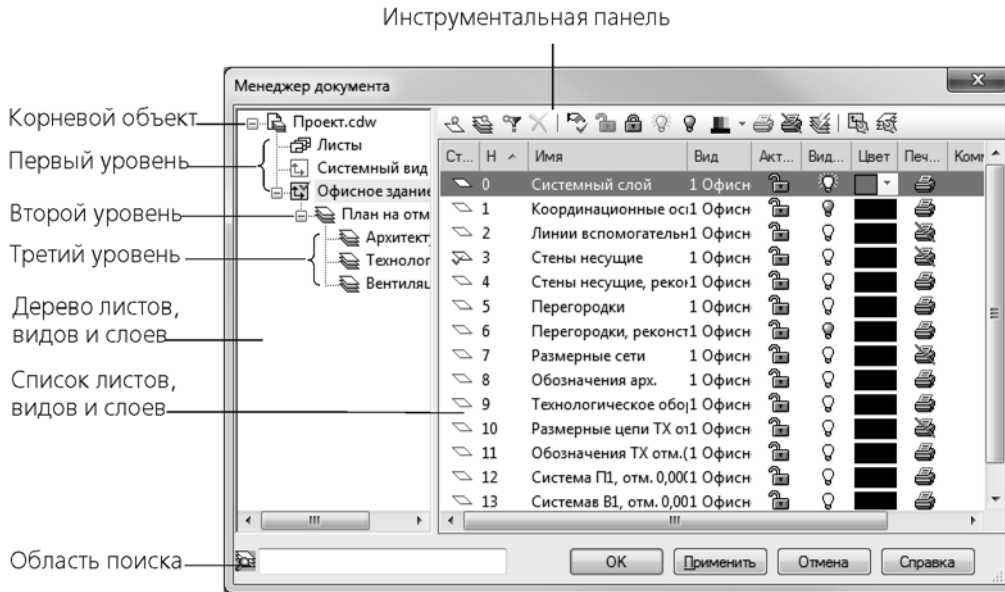 Инструментальная панель
Менеджер документа
Корневой объект
Первый уровень
Второй уровень
Третий уровень
Дерево листов,
видов и слоев
Список листов,
видов и слоев
Область поиска
Проект.cdw
Листы
Системный вид
Офисное здание
План на отм
Архитект
Технолог
Вентиляц
Ст... Н Имя Вид Акт... Вид... Цвет Печ... Комм
0 Системный слой 1 Офисн
1 Координационные оси 1 Офисн
2 Линии вспомогательн 1 Офисн
3 Стены несущие 1 Офисн
4 Стены несущие, рекон 1 Офисн
5 Перегородки 1 Офисн
6 Перегородки, реконст 1 Офисн
7 Размерные сети 1 Офисн
8 Обозначения арх. 1 Офисн
9 Технологическое обор 1 Офисн
10 Размерные цепи ТХ от 1 Офисн
11 Обозначения ТХ отм.( 1 Офисн
12 Система П1, отм. 0,000 1 Офисн
13 Системав В1, отм. 0,00 1 Офисн
ОК Применить Отмена Справка